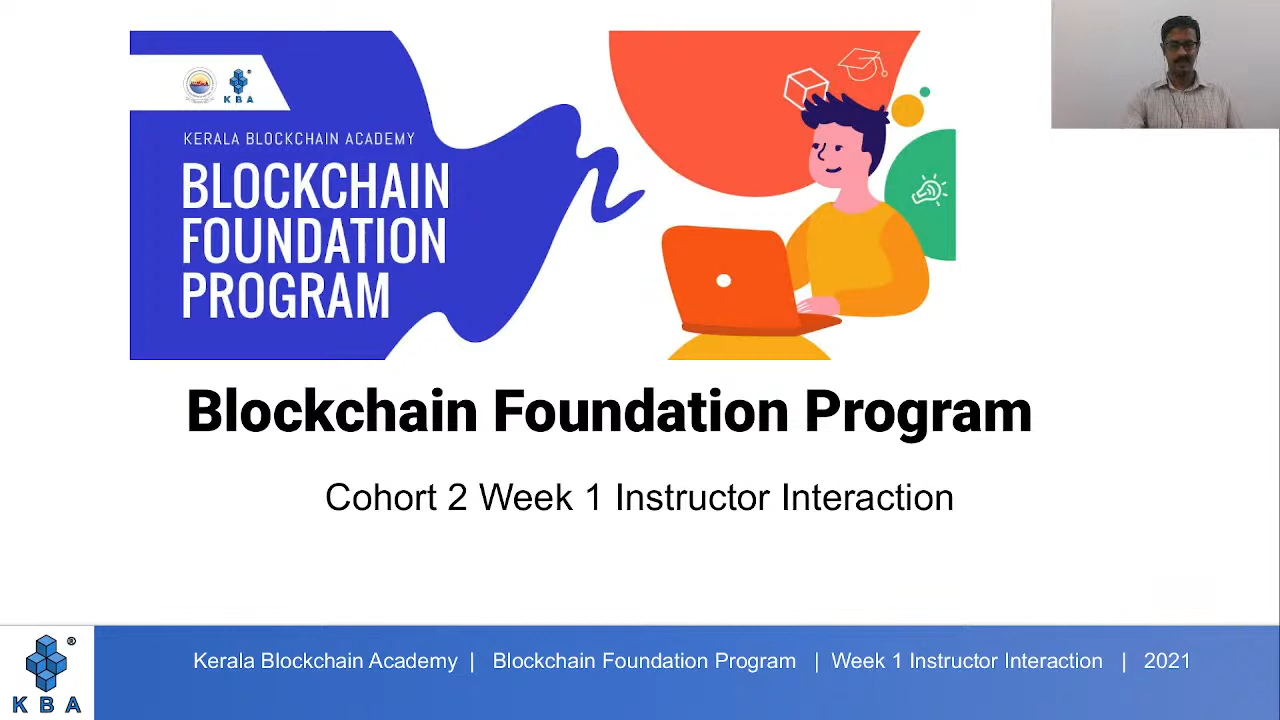 KBA
KERALA BLOCKCHAIN ACADEMY
BLOCKCHAIN
FOUNDATION
PROGRAM
Blockchain Foundation Program
Cohort 2 Week 1 Instructor Interaction
®
K B A
Kerala Blockchain Academy | Blockchain Foundation Program | Week 1 Instructor Interaction | 2021